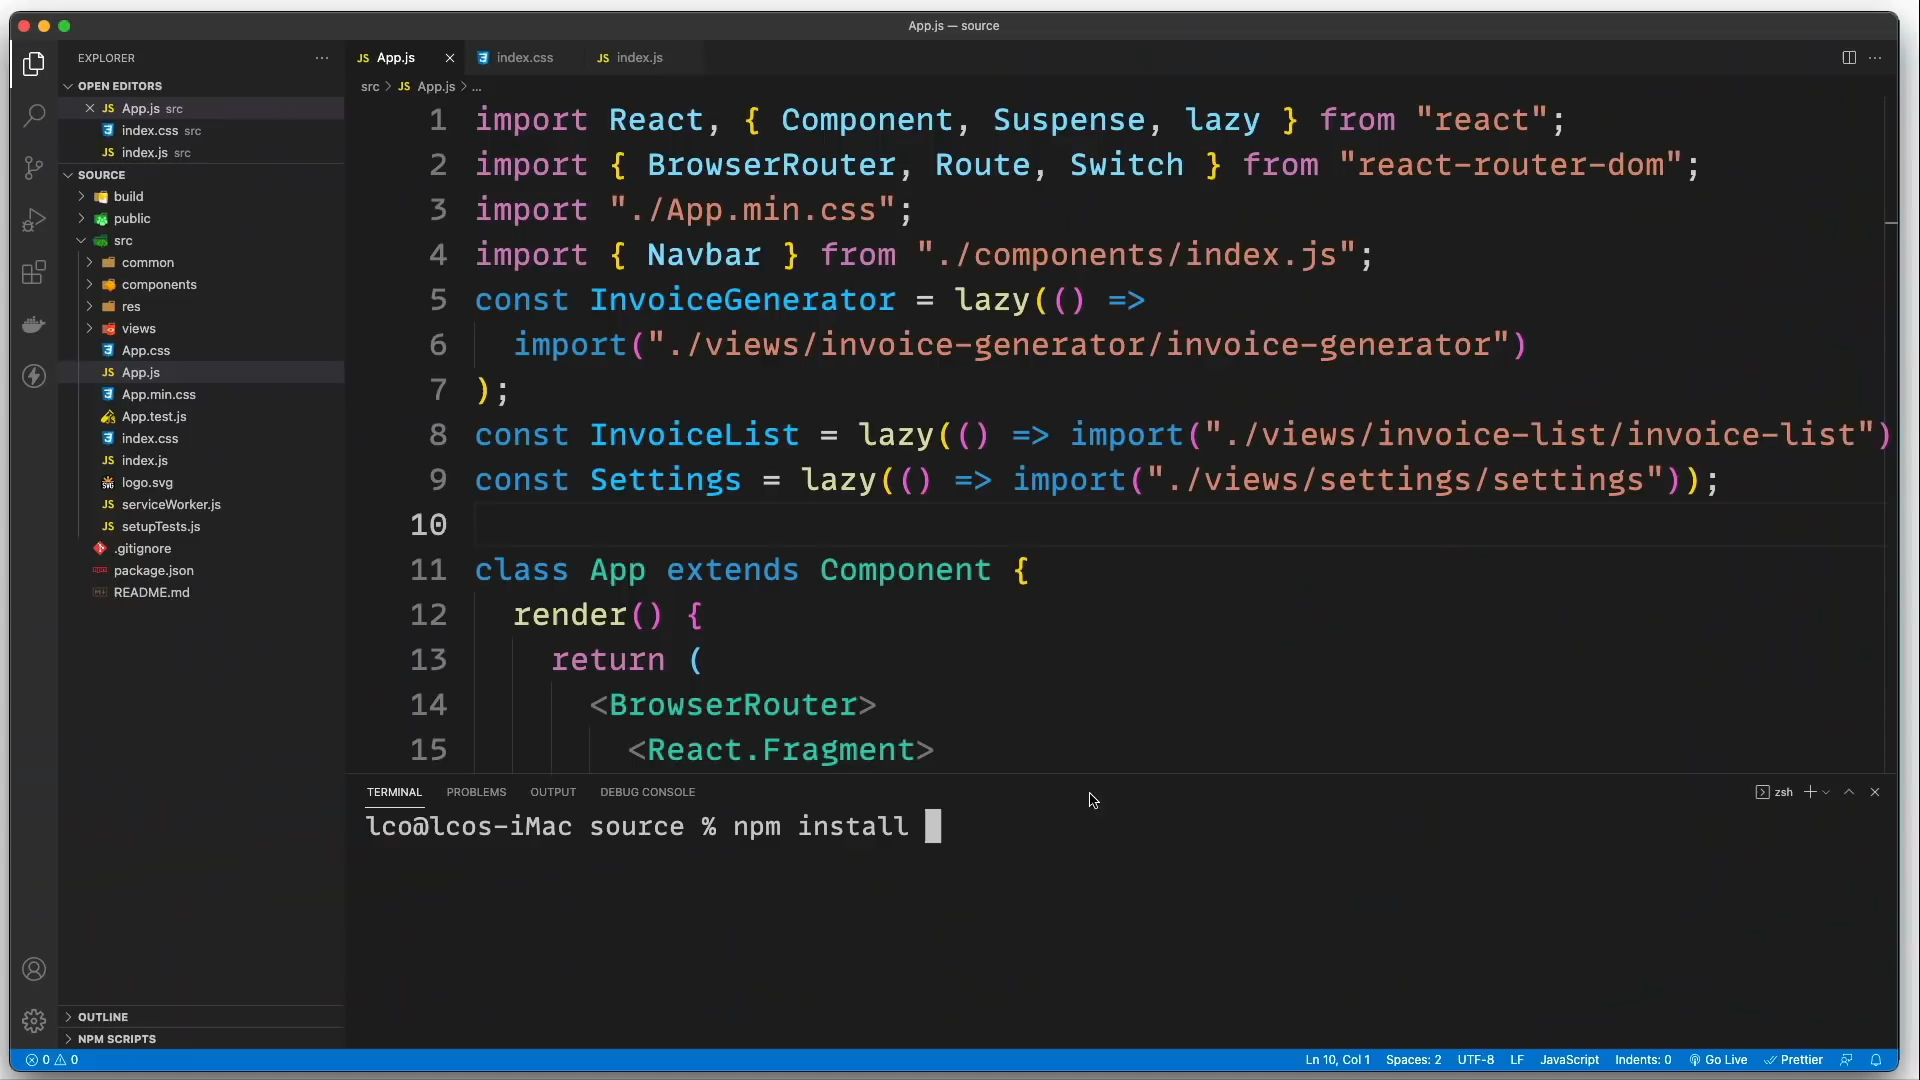 App.js — source
EXPLORER
OPEN EDITORS
App.js src
index.css src
index.js src
SOURCE
build
public
src
common
components
res
views
App.css
App.js
App.min.css
App.test.js
index.css
index.js
logo.svg
serviceWorker.js
setupTests.js
.gitignore
package.json
README.md
OUTLINE
NPM SCRIPTS
JS App.js index.css JS index.js
src > JS App.js > ...
1 import React, { Component, Suspense, lazy } from "react";
2 import { BrowserRouter, Route, Switch } from "react-router-dom";
3 import "./App.min.css";
4 import { Navbar } from "./components/index.js";
5 const InvoiceGenerator = lazy(() =>
6 import("./views/invoice-generator/invoice-generator")
7 );
8 const InvoiceList = lazy(() => import("./views/invoice-list/invoice-list")
9 const Settings = lazy(() => import("./views/settings/settings"));
10
11 class App extends Component {
12 render() {
13 return (
14 <BrowserRouter>
15 <React.Fragment>
TERMINAL PROBLEMS OUTPUT DEBUG CONSOLE zsh
lco@lcos-iMac source % npm install
0 0 Ln 10, Col 1 Spaces: 2 UTF-8 LF JavaScript Indents: 0 Go Live Prettier